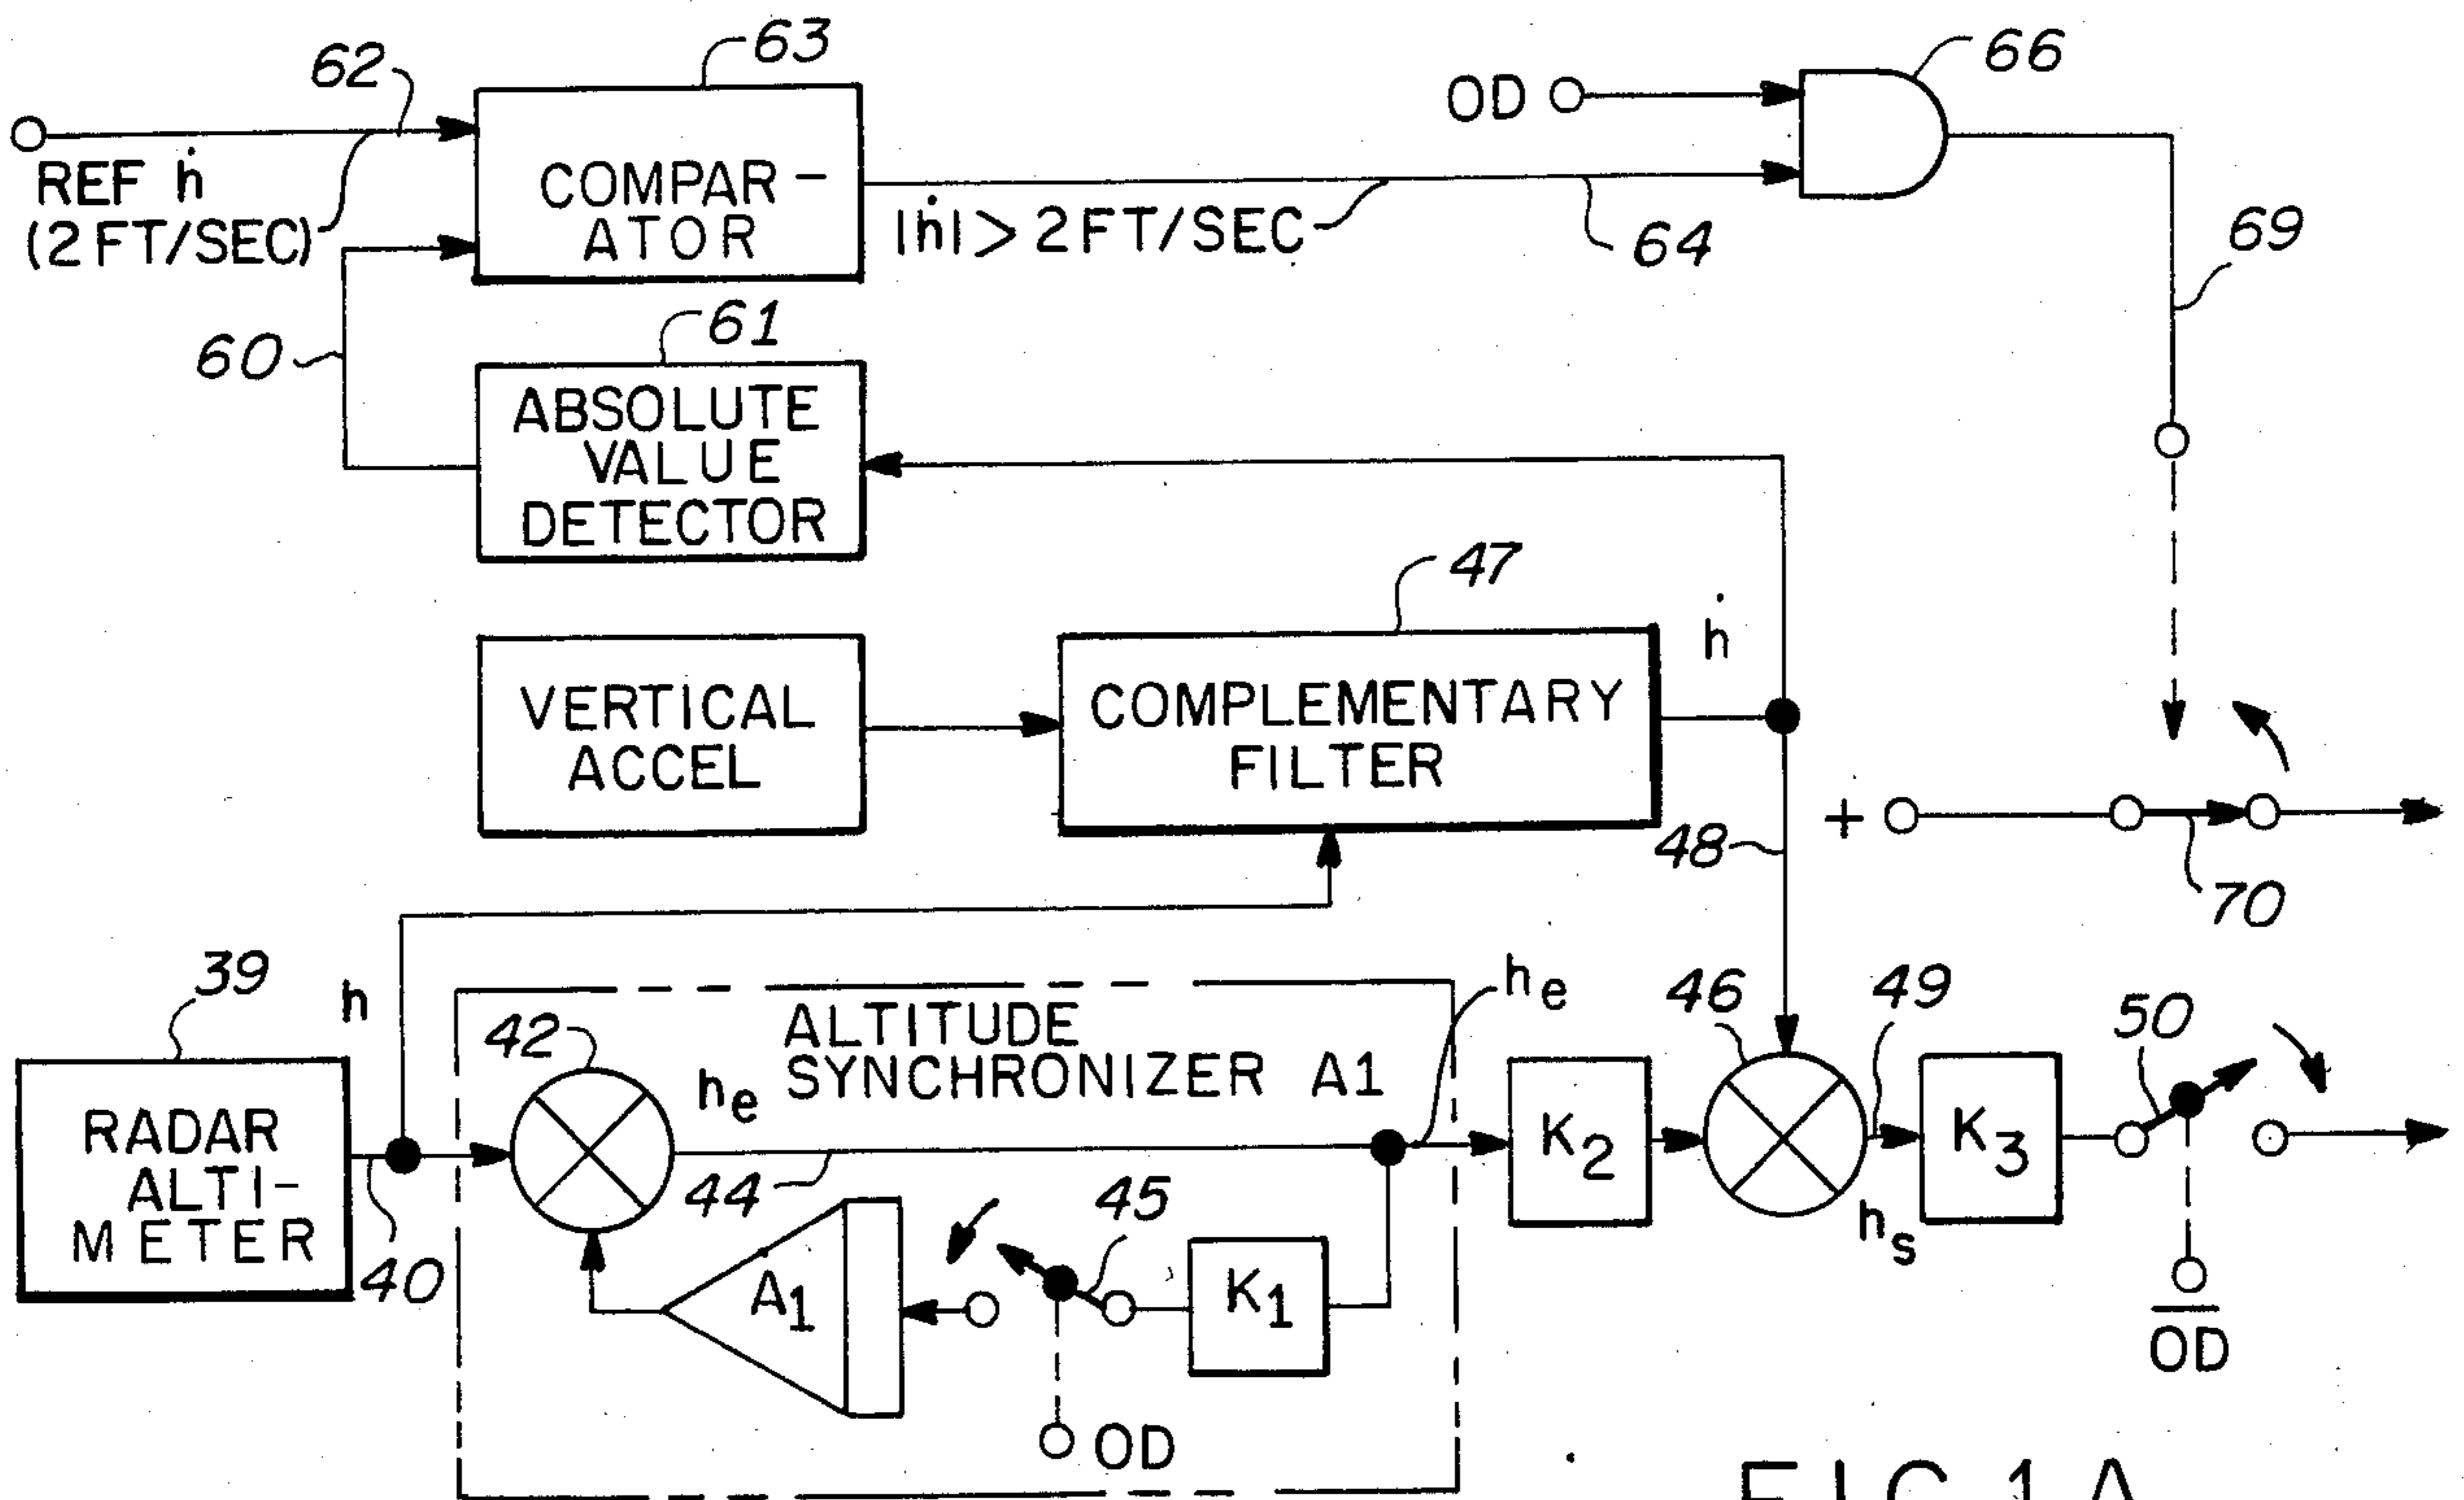 63
62
66
OD
REF ḣ
(2 FT/SEC)
COMPAR-
ATOR
|ḣ| > 2 FT/SEC
64
69
61
60
ABSOLUTE
VALUE
DETECTOR
47
ḣ
VERTICAL
ACCEL
COMPLEMENTARY
FILTER
+
48
70
39
h
he
46
49
50
42
ALTITUDE
SYNCHRONIZER A1
he
RADAR
ALTI-
METER
40
44
45
K2
hs
K3
A1
K1
OD
O̅D̅
FIG.1A